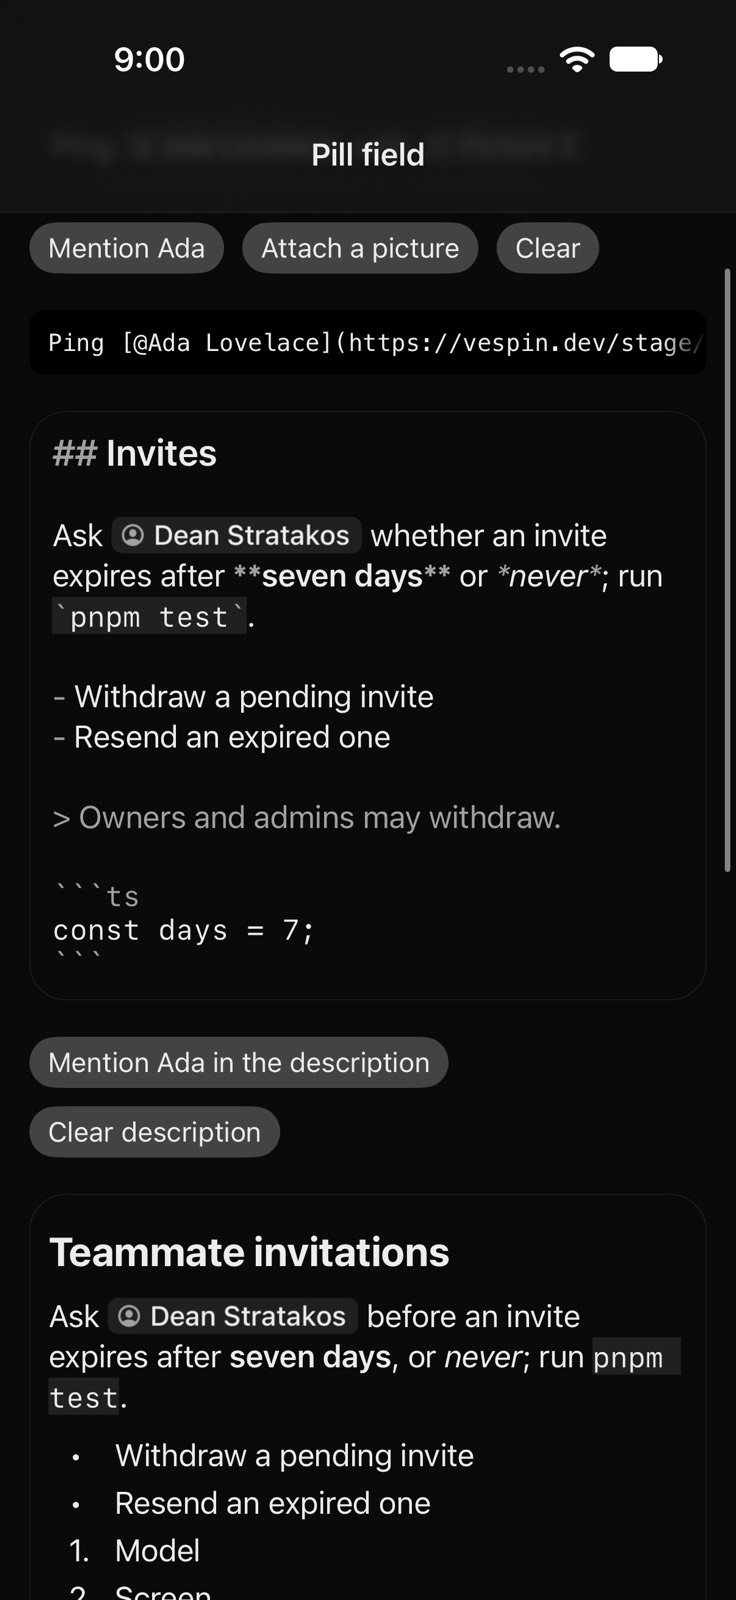 9:00
Pill field
Mention Ada
Attach a picture
Clear
Ping [@Ada Lovelace](https://vespin.dev/stage/
## Invites
Ask Dean Stratakos whether an invite
expires after **seven days** or *never*; run
`pnpm test`.
- Withdraw a pending invite
- Resend an expired one
> Owners and admins may withdraw.
```ts
const days = 7;
```
Mention Ada in the description
Clear description
Teammate invitations
Ask Dean Stratakos before an invite
expires after seven days, or never; run pnpm
test.
• Withdraw a pending invite
• Resend an expired one
1. Model
2. Screen